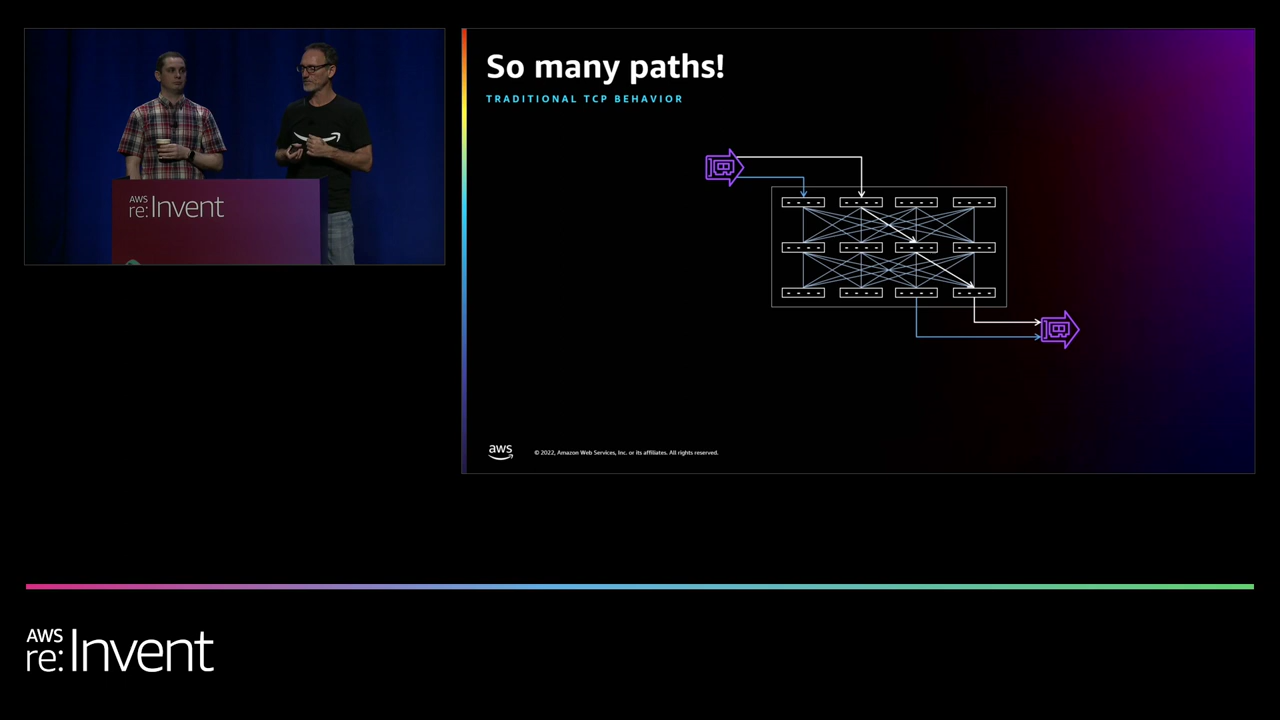 So many paths!
TRADITIONAL TCP BEHAVIOR
AWS
re:Invent
aws
© 2022, Amazon Web Services, Inc. or its affiliates. All rights reserved.
AWS
re:Invent